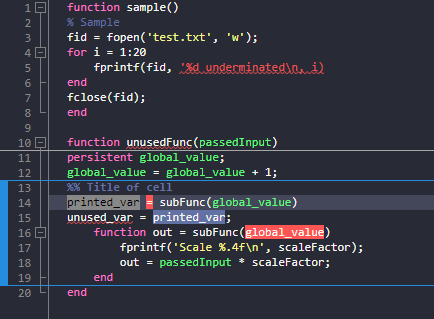 1 function sample()
2 % Sample
3 fid = fopen('test.txt', 'w');
4 for i = 1:20
5     fprintf(fid, '%d underminated\n, i)
6 end
7 fclose(fid);
8 end
9
10 function unusedFunc(passedInput)
11 persistent global_value;
12 global_value = global_value + 1;
13 %% Title of cell
14 printed_var = subFunc(global_value)
15 unused_var = printed_var;
16     function out = subFunc(global_value)
17         fprintf('Scale %.4f\n', scaleFactor);
18         out = passedInput * scaleFactor;
19     end
20 end